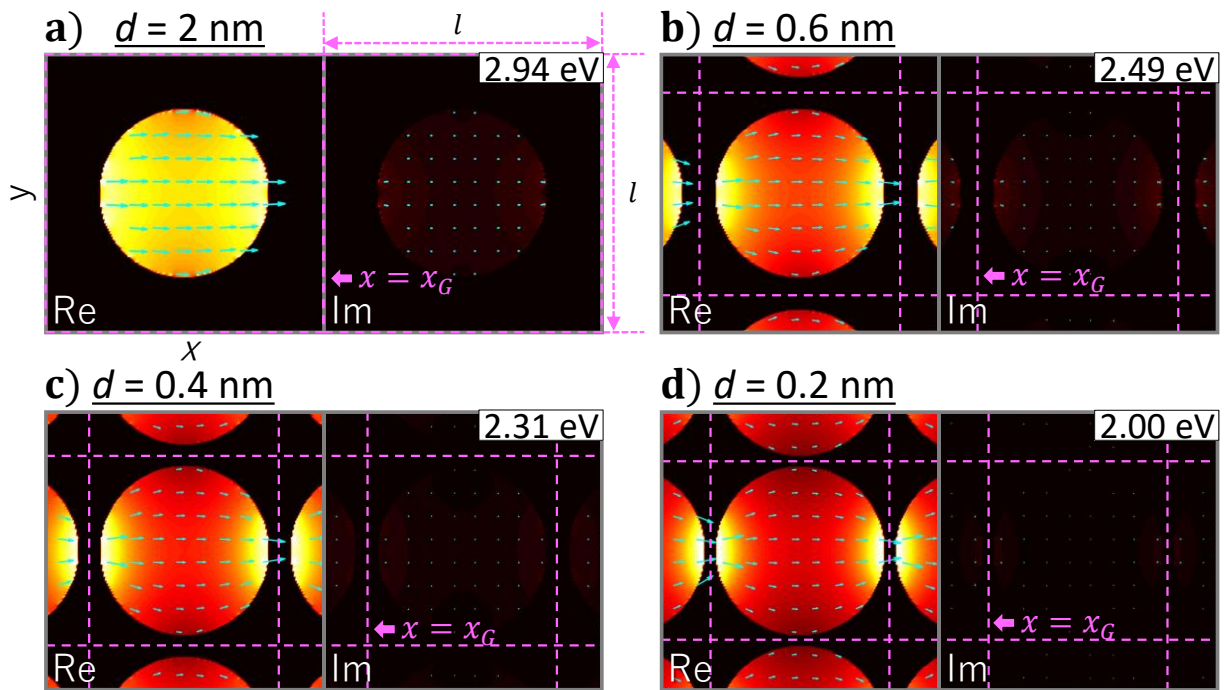 a) d = 2 nm
l
2.94 eV
y
l
x = x_G
Re
Im
x
b) d = 0.6 nm
2.49 eV
x = x_G
Re
Im
c) d = 0.4 nm
2.31 eV
x = x_G
Re
Im
d) d = 0.2 nm
2.00 eV
x = x_G
Re
Im